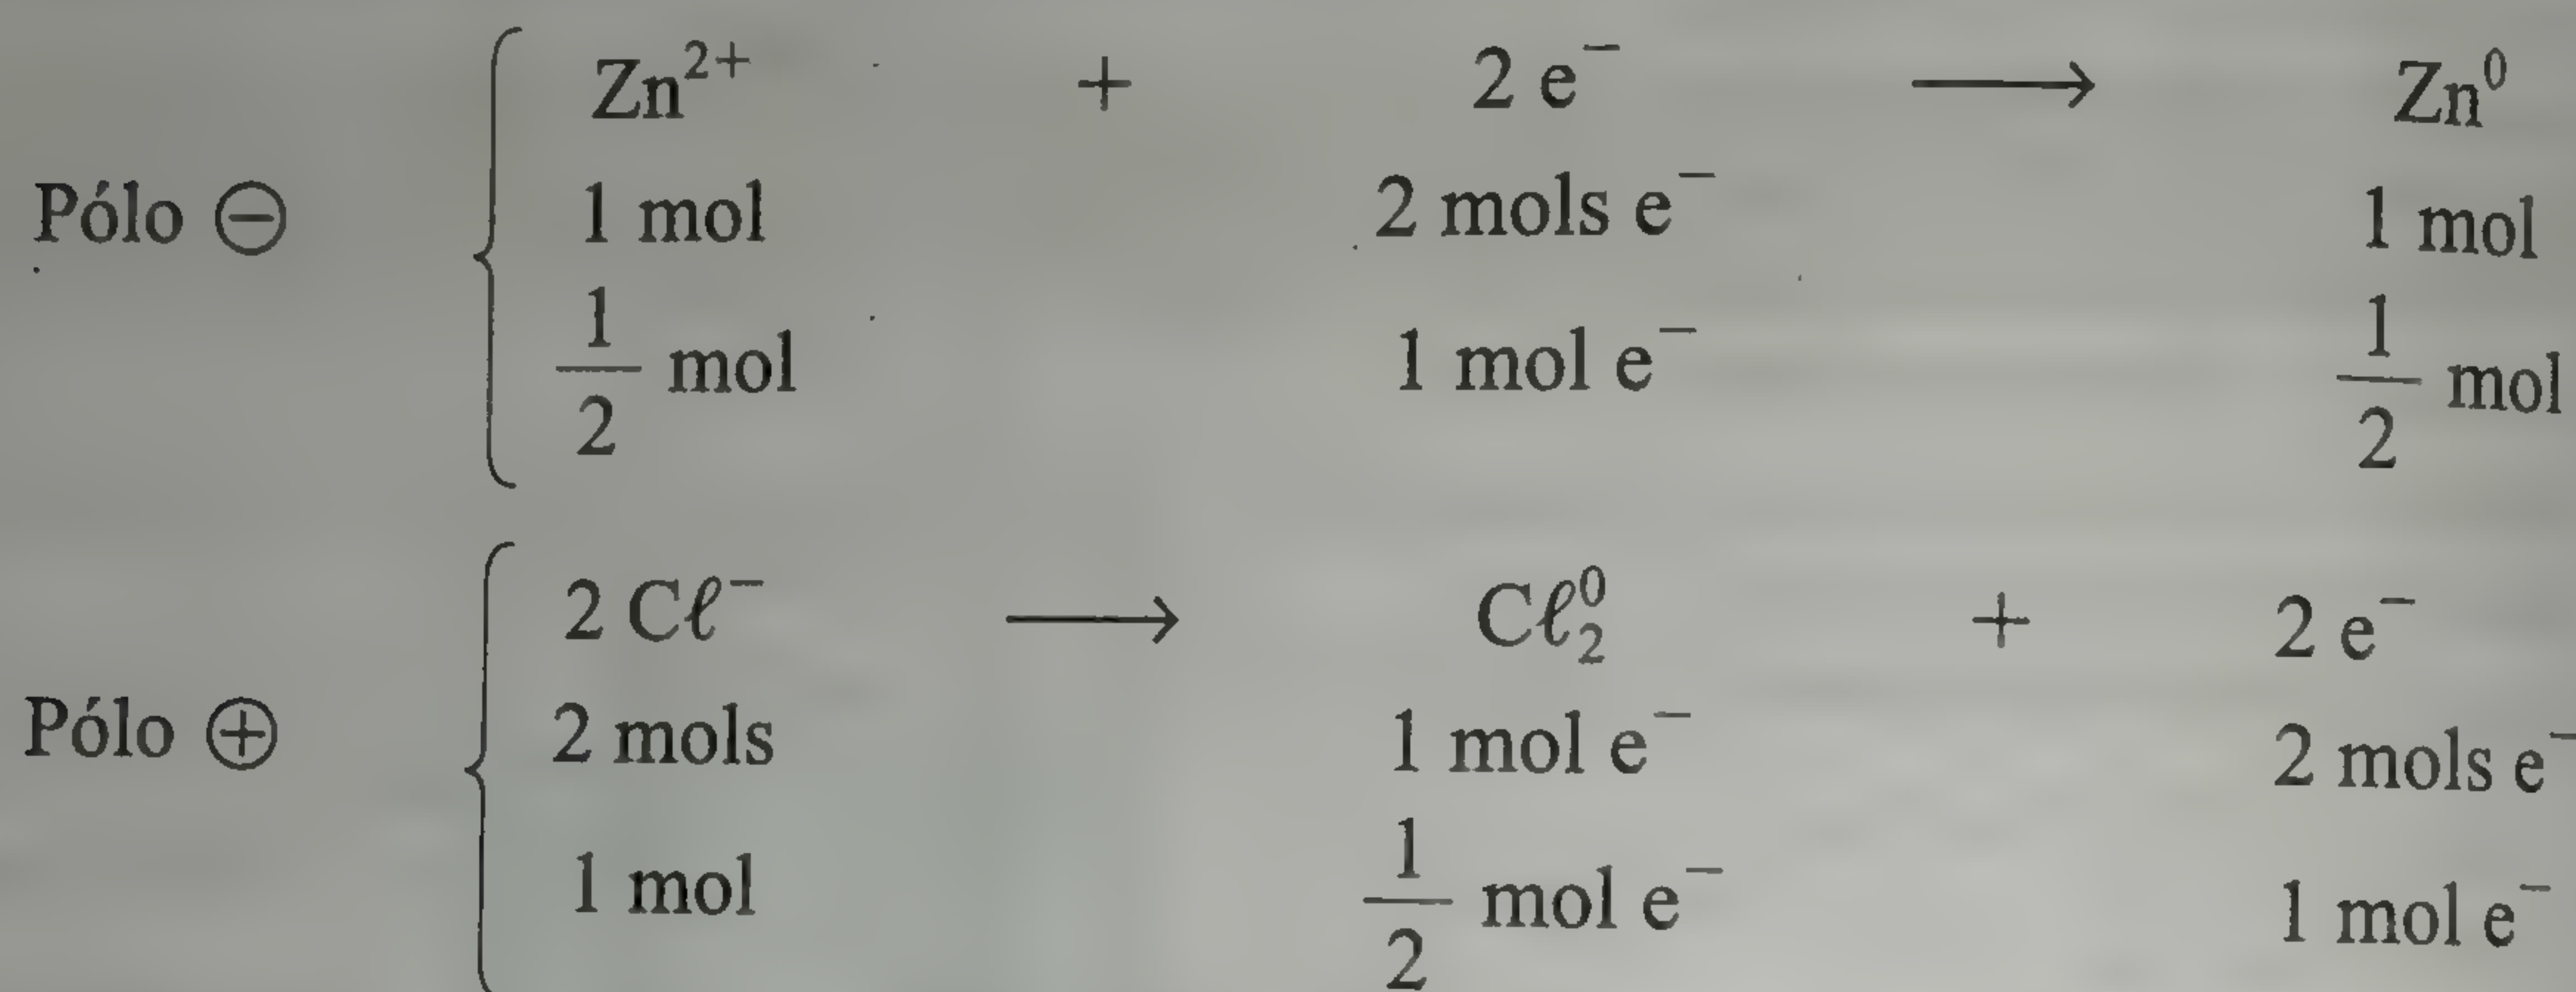 Zn²⁺ + 2 e⁻ ⟶ Zn⁰
Pólo ⊖ 1 mol 2 mols e⁻ 1 mol
1/2 mol 1 mol e⁻ 1/2 mol
2 Cℓ⁻ ⟶ Cℓ₂⁰ + 2 e⁻
Pólo ⊕ 2 mols 1 mol e⁻ 2 mols e⁻
1 mol 1/2 mol e⁻ 1 mol e⁻